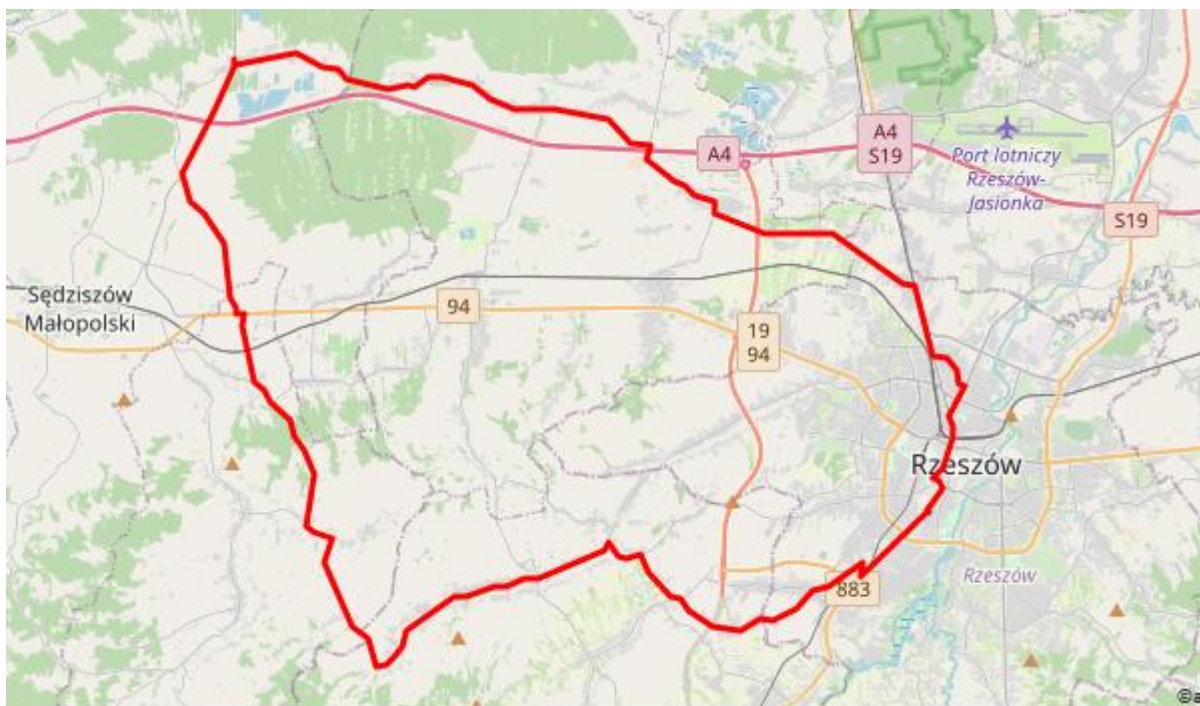 A4
S19
A4
Port lotniczy
Rzeszów-
Jasionka
S19
Sędziszów
Małopolski
94
19
94
Rzeszów
Rzeszów
883